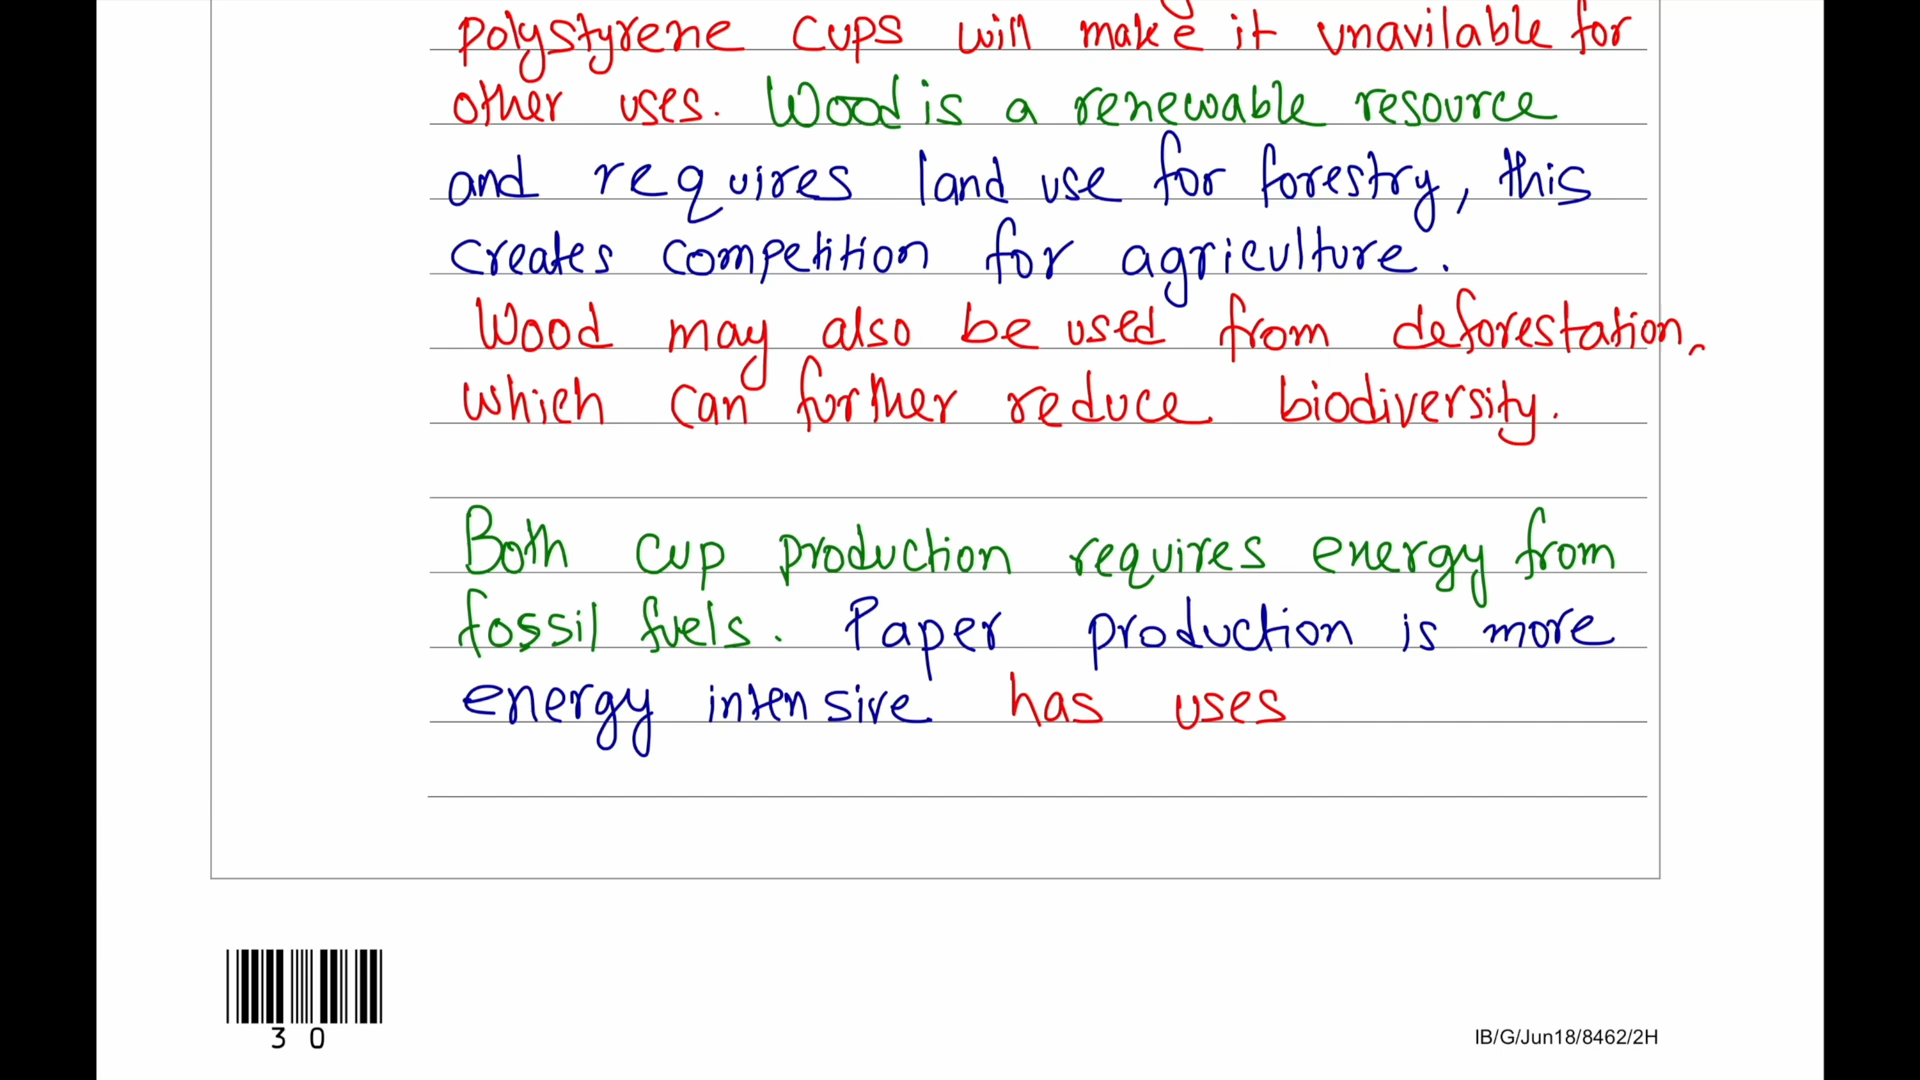 polystyrene cups will make it unavilable for
other uses. Wood is a renewable resource
and requires land use for forestry, this
creates competition for agriculture.
Wood may also be used from deforestation,
which can further reduce biodiversity.
Both cup production requires energy from
fossil fuels. Paper production is more
energy intensive has uses
3 0
IB/G/Jun18/8462/2H